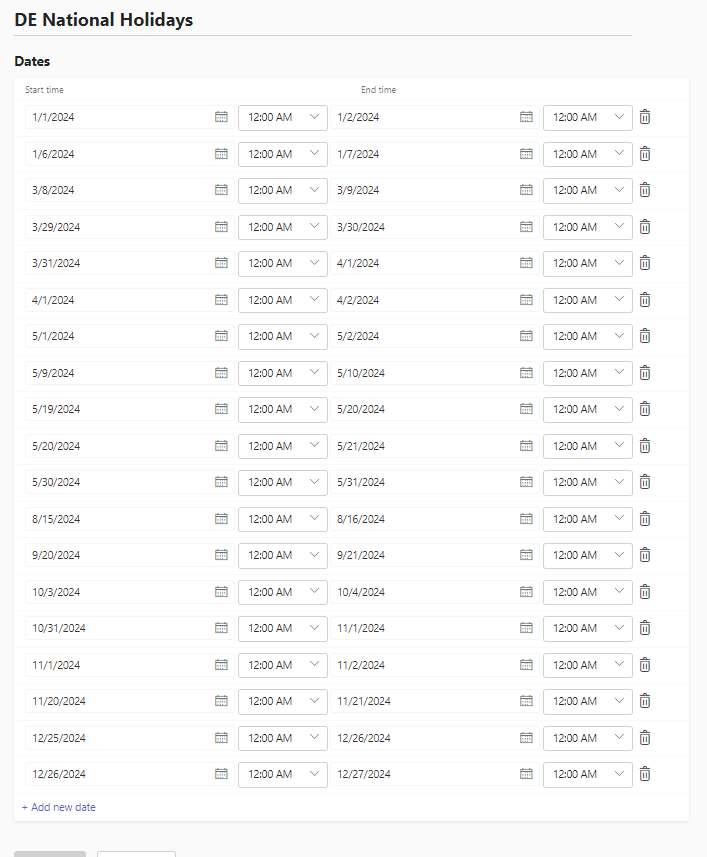 DE National Holidays
Dates
Start time End time
1/1/2024 12:00 AM 1/2/2024 12:00 AM
1/6/2024 12:00 AM 1/7/2024 12:00 AM
3/8/2024 12:00 AM 3/9/2024 12:00 AM
3/29/2024 12:00 AM 3/30/2024 12:00 AM
3/31/2024 12:00 AM 4/1/2024 12:00 AM
4/1/2024 12:00 AM 4/2/2024 12:00 AM
5/1/2024 12:00 AM 5/2/2024 12:00 AM
5/9/2024 12:00 AM 5/10/2024 12:00 AM
5/19/2024 12:00 AM 5/20/2024 12:00 AM
5/20/2024 12:00 AM 5/21/2024 12:00 AM
5/30/2024 12:00 AM 5/31/2024 12:00 AM
8/15/2024 12:00 AM 8/16/2024 12:00 AM
9/20/2024 12:00 AM 9/21/2024 12:00 AM
10/3/2024 12:00 AM 10/4/2024 12:00 AM
10/31/2024 12:00 AM 11/1/2024 12:00 AM
11/1/2024 12:00 AM 11/2/2024 12:00 AM
11/20/2024 12:00 AM 11/21/2024 12:00 AM
12/25/2024 12:00 AM 12/26/2024 12:00 AM
12/26/2024 12:00 AM 12/27/2024 12:00 AM
+ Add new date